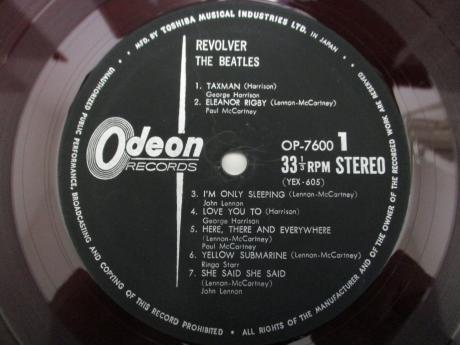 MFD. BY TOSHIBA MUSICAL INDUSTRIES LTD. IN JAPAN
REVOLVER
THE BEATLES
1. TAXMAN (Harrison)
George Harrison
2. ELEANOR RIGBY (Lennon-McCartney)
Paul McCartney
Odeon
RECORDS
OP-7600 1
33 1/3 RPM STEREO
(YEX-605)
3. I'M ONLY SLEEPING (Lennon-McCartney)
John Lennon
4. LOVE YOU TO (Harrison)
George Harrison
5. HERE, THERE AND EVERYWHERE
(Lennon-McCartney)
Paul McCartney
6. YELLOW SUBMARINE (Lennon-McCartney)
Ringo Starr
7. SHE SAID SHE SAID
(Lennon-McCartney)
John Lennon
UNAUTHORIZED PUBLIC PERFORMANCE, BROADCASTING AND COPYING OF THIS RECORD PROHIBITED • ALL RIGHTS OF THE MANUFACTURER AND OF THE OWNER OF THE RECORDED WORK ARE RESERVED